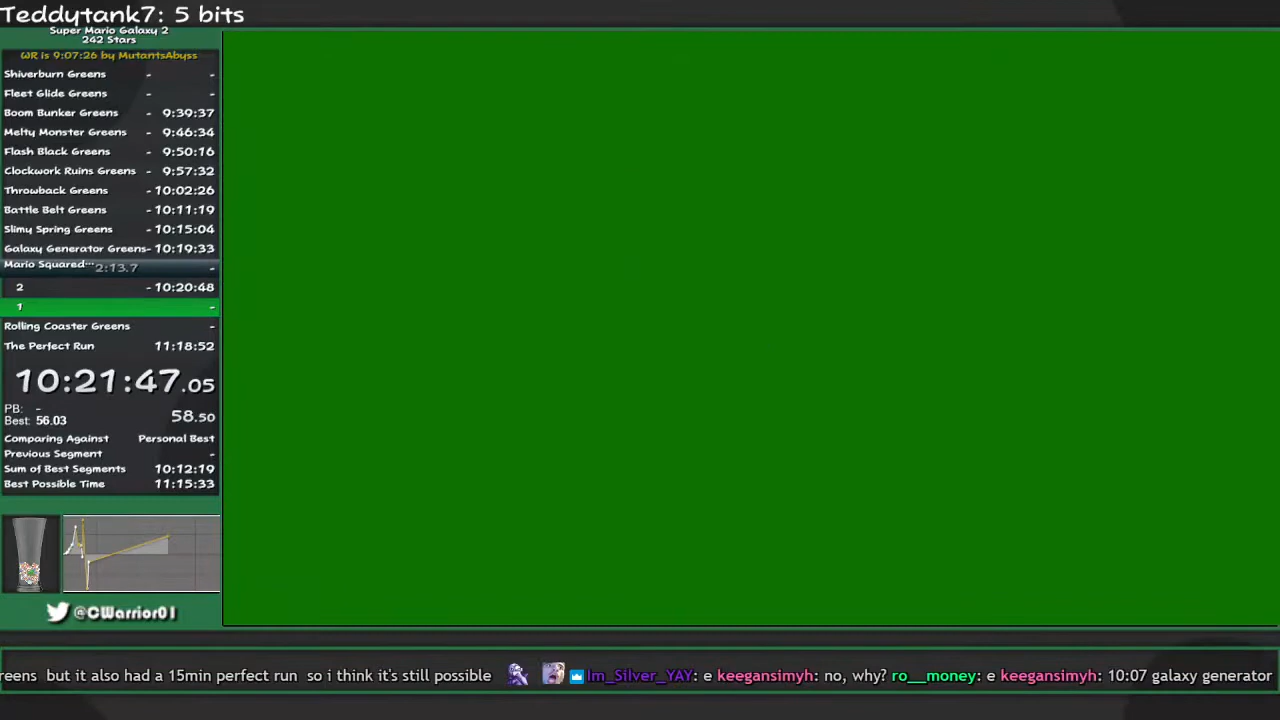 Teddytank7: 5 bits
Super Mario Galaxy 2
242 Stars
WR is 9:07:26 by MutantsAbyss
Shiverburn Greens - -
Fleet Glide Greens - -
Boom Bunker Greens - 9:39:37
Melty Monster Greens - 9:46:34
Flash Black Greens - 9:50:16
Clockwork Ruins Greens - 9:57:32
Throwback Greens - 10:02:26
Battle Belt Greens - 10:11:19
Slimy Spring Greens - 10:15:04
Galaxy Generator Greens - 10:19:33
Mario Squared... 2:13.7 -
2 - 10:20:48
1 -
Rolling Coaster Greens -
The Perfect Run 11:18:52
10:21:47.05
PB: -
Best: 56.03 58.50
Comparing Against Personal Best
Previous Segment -
Sum of Best Segments 10:12:19
Best Possible Time 11:15:33
@CWarrior01
reens but it also had a 15min perfect run so i think it's still possible Im_Silver_YAY: e keegansimyh: no, why? ro__money: e keegansimyh: 10:07 galaxy generator